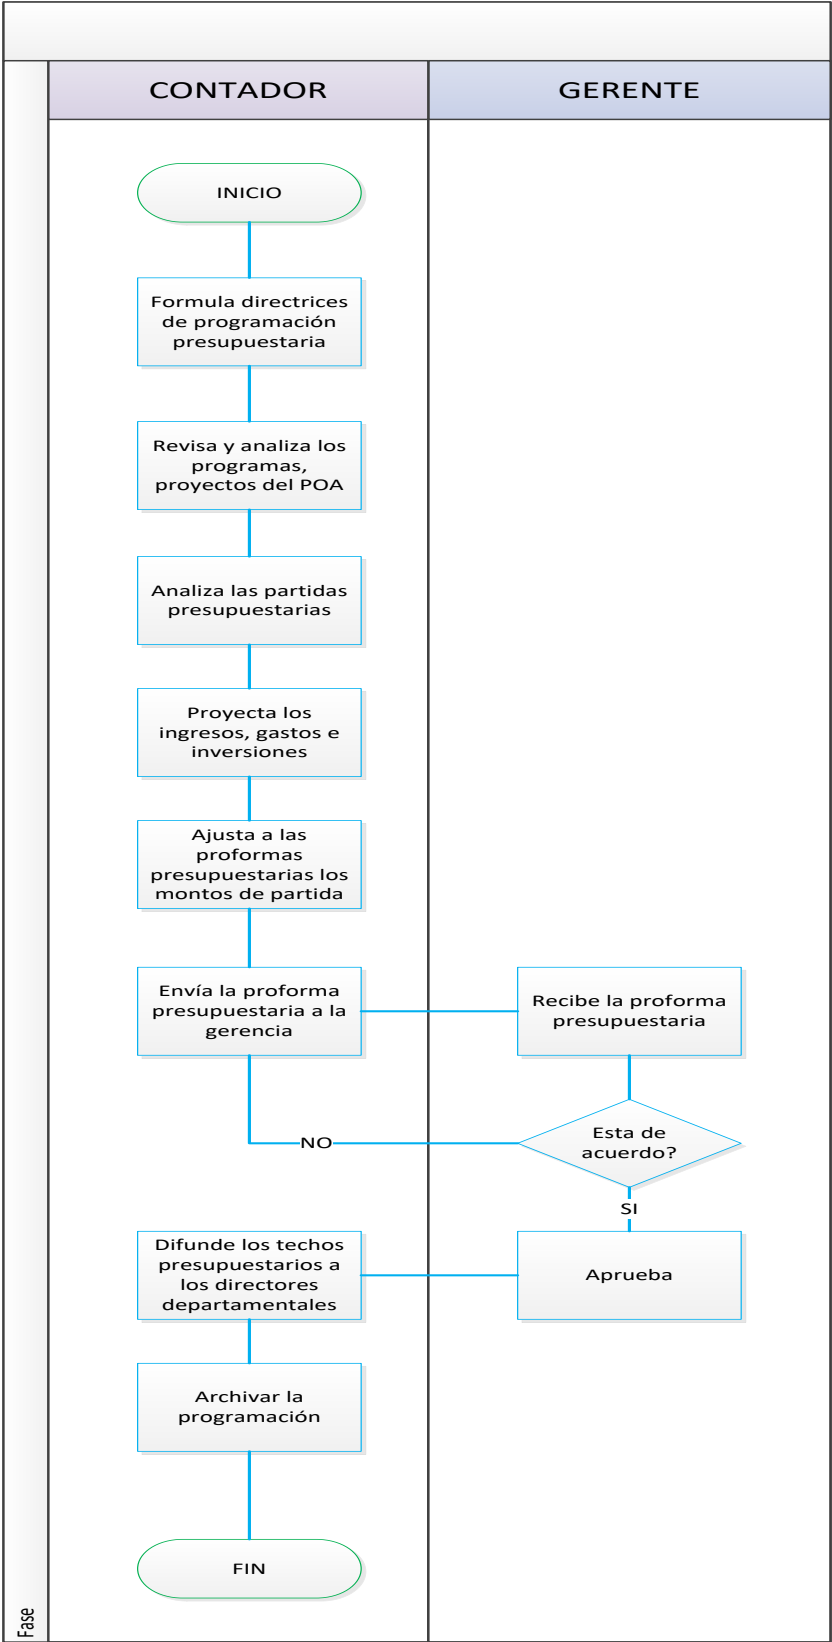 CONTADOR
GERENTE
INICIO
Formula directrices
de programación
presupuestaria
Revisa y analiza los
programas,
proyectos del POA
Analiza las partidas
presupuestarias
Proyecta los
ingresos, gastos e
inversiones
Ajusta a las
proformas
presupuestarias los
montos de partida
Envía la proforma
presupuestaria a la
gerencia
Recibe la proforma
presupuestaria
Esta de
acuerdo?
NO
SI
Difunde los techos
presupuestarios a
los directores
departamentales
Aprueba
Archivar la
programación
FIN
Fase